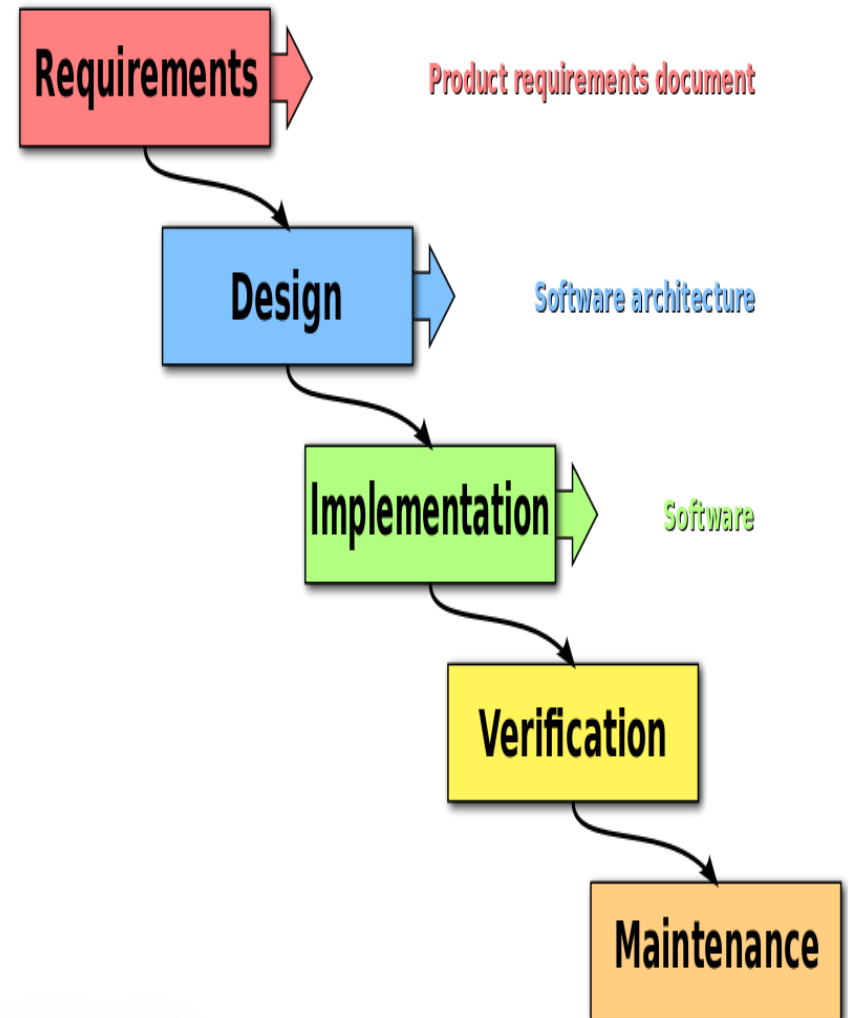 Requirements
Product requirements document
Design
Software architecture
Implementation
Software
Verification
Maintenance